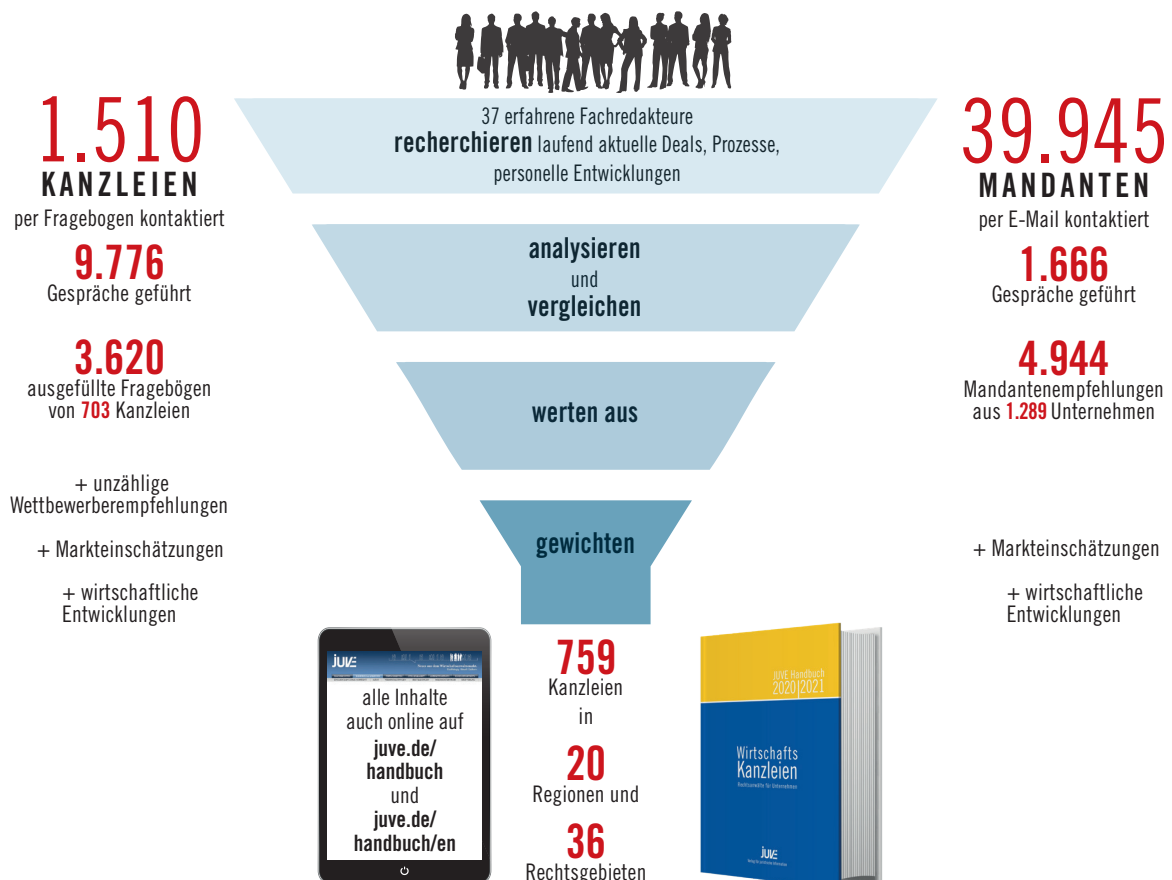 1.510
KANZLEIEN
per Fragebogen kontaktiert
9.776
Gespräche geführt
3.620
ausgefüllte Fragebögen
von 703 Kanzleien
+ unzählige
Wettbewerberempfehlungen
+ Markteinschätzungen
+ wirtschaftliche
Entwicklungen
37 erfahrene Fachredakteure
recherchieren laufend aktuelle Deals, Prozesse,
personelle Entwicklungen
analysieren
und
vergleichen
werten aus
gewichten
39.945
MANDANTEN
per E-Mail kontaktiert
1.666
Gespräche geführt
4.944
Mandantenempfehlungen
aus 1.289 Unternehmen
+ Markteinschätzungen
+ wirtschaftliche
Entwicklungen
JUVE
alle Inhalte
auch online auf
juve.de/
handbuch
und
juve.de/
handbuch/en
759
Kanzleien
in
20
Regionen und
36
Rechtsgebieten
JUVE Handbuch
2020|2021
Wirtschafts
Kanzleien
Rechtsanwälte für Unternehmen
JUVE